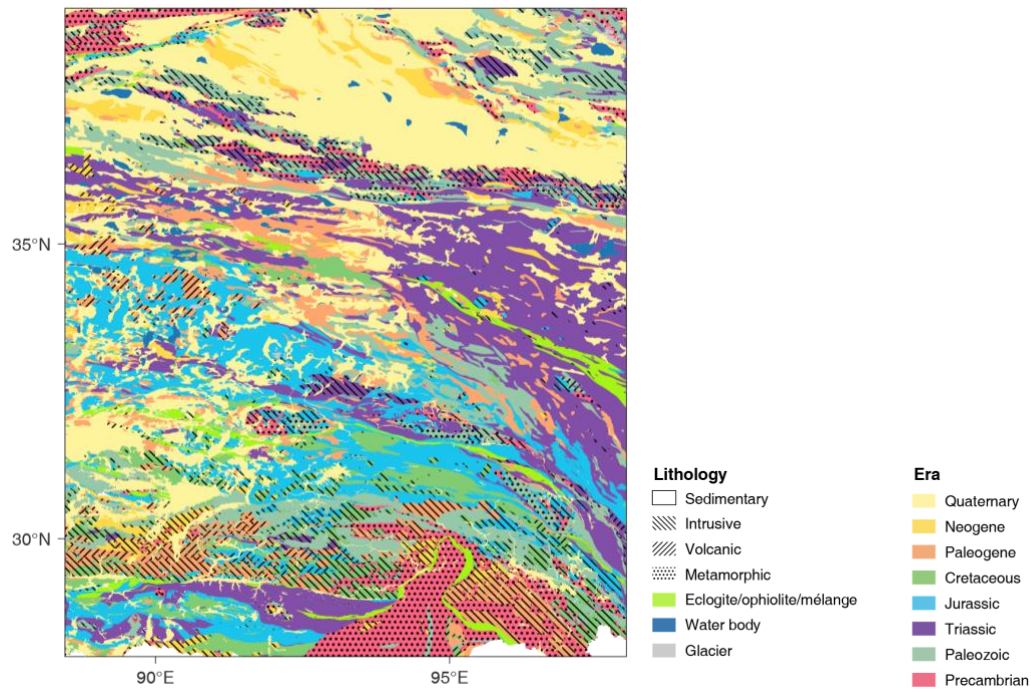 35°N
30°N
90°E
95°E
Lithology
Sedimentary
Intrusive
Volcanic
Metamorphic
Eclogite/ophiolite/mélange
Water body
Glacier
Era
Quaternary
Neogene
Paleogene
Cretaceous
Jurassic
Triassic
Paleozoic
Precambrian